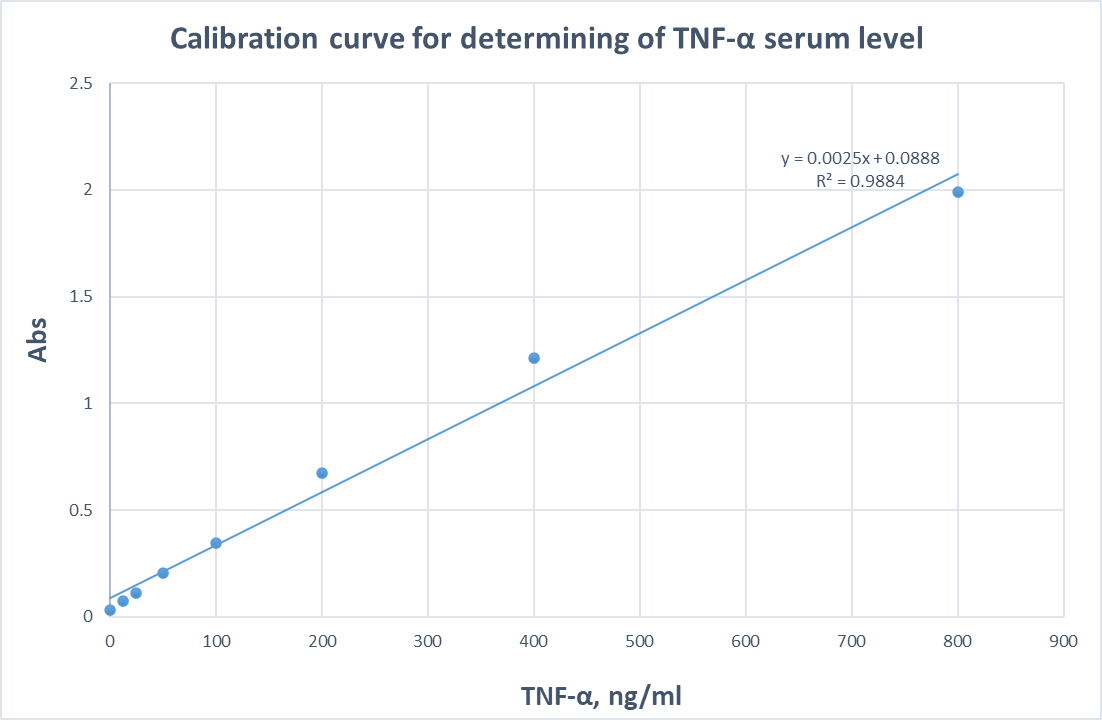 Calibration curve for determining of TNF-α serum level
2.5
2
1.5
1
0.5
0
y = 0.0025x + 0.0888
R² = 0.9884
Abs
0 100 200 300 400 500 600 700 800 900
TNF-α, ng/ml